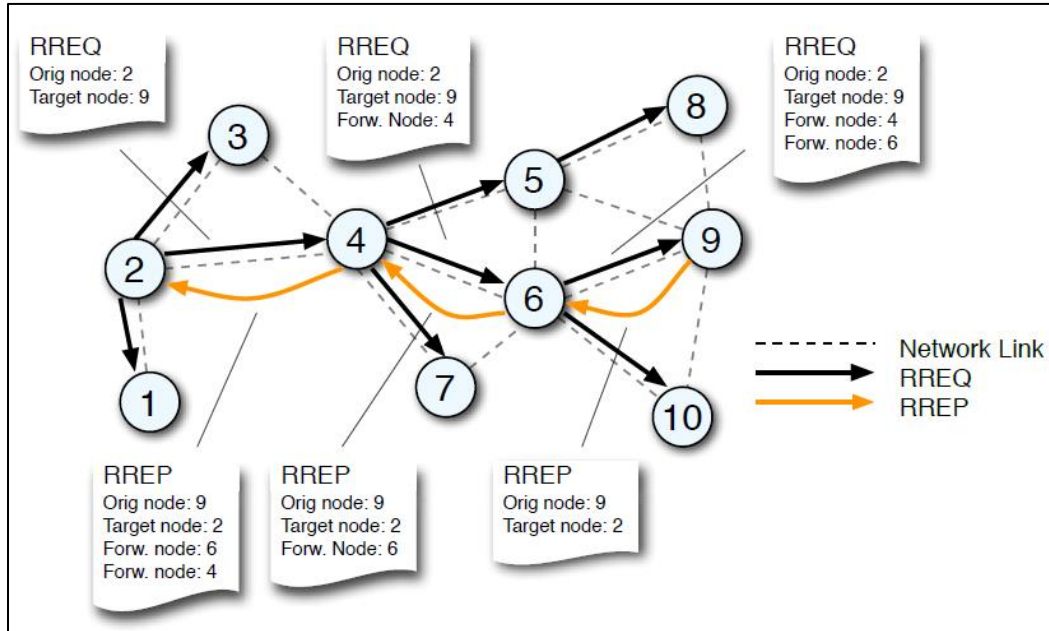 RREQ
Orig node: 2
Target node: 9
RREQ
Orig node: 2
Target node: 9
Forw. Node: 4
RREQ
Orig node: 2
Target node: 9
Forw. node: 4
Forw. node: 6
3
8
5
4
9
2
6
7
1
10
Network Link
RREQ
RREP
RREP
Orig node: 9
Target node: 2
Forw. node: 6
Forw. node: 4
RREP
Orig node: 9
Target node: 2
Forw. Node: 6
RREP
Orig node: 9
Target node: 2